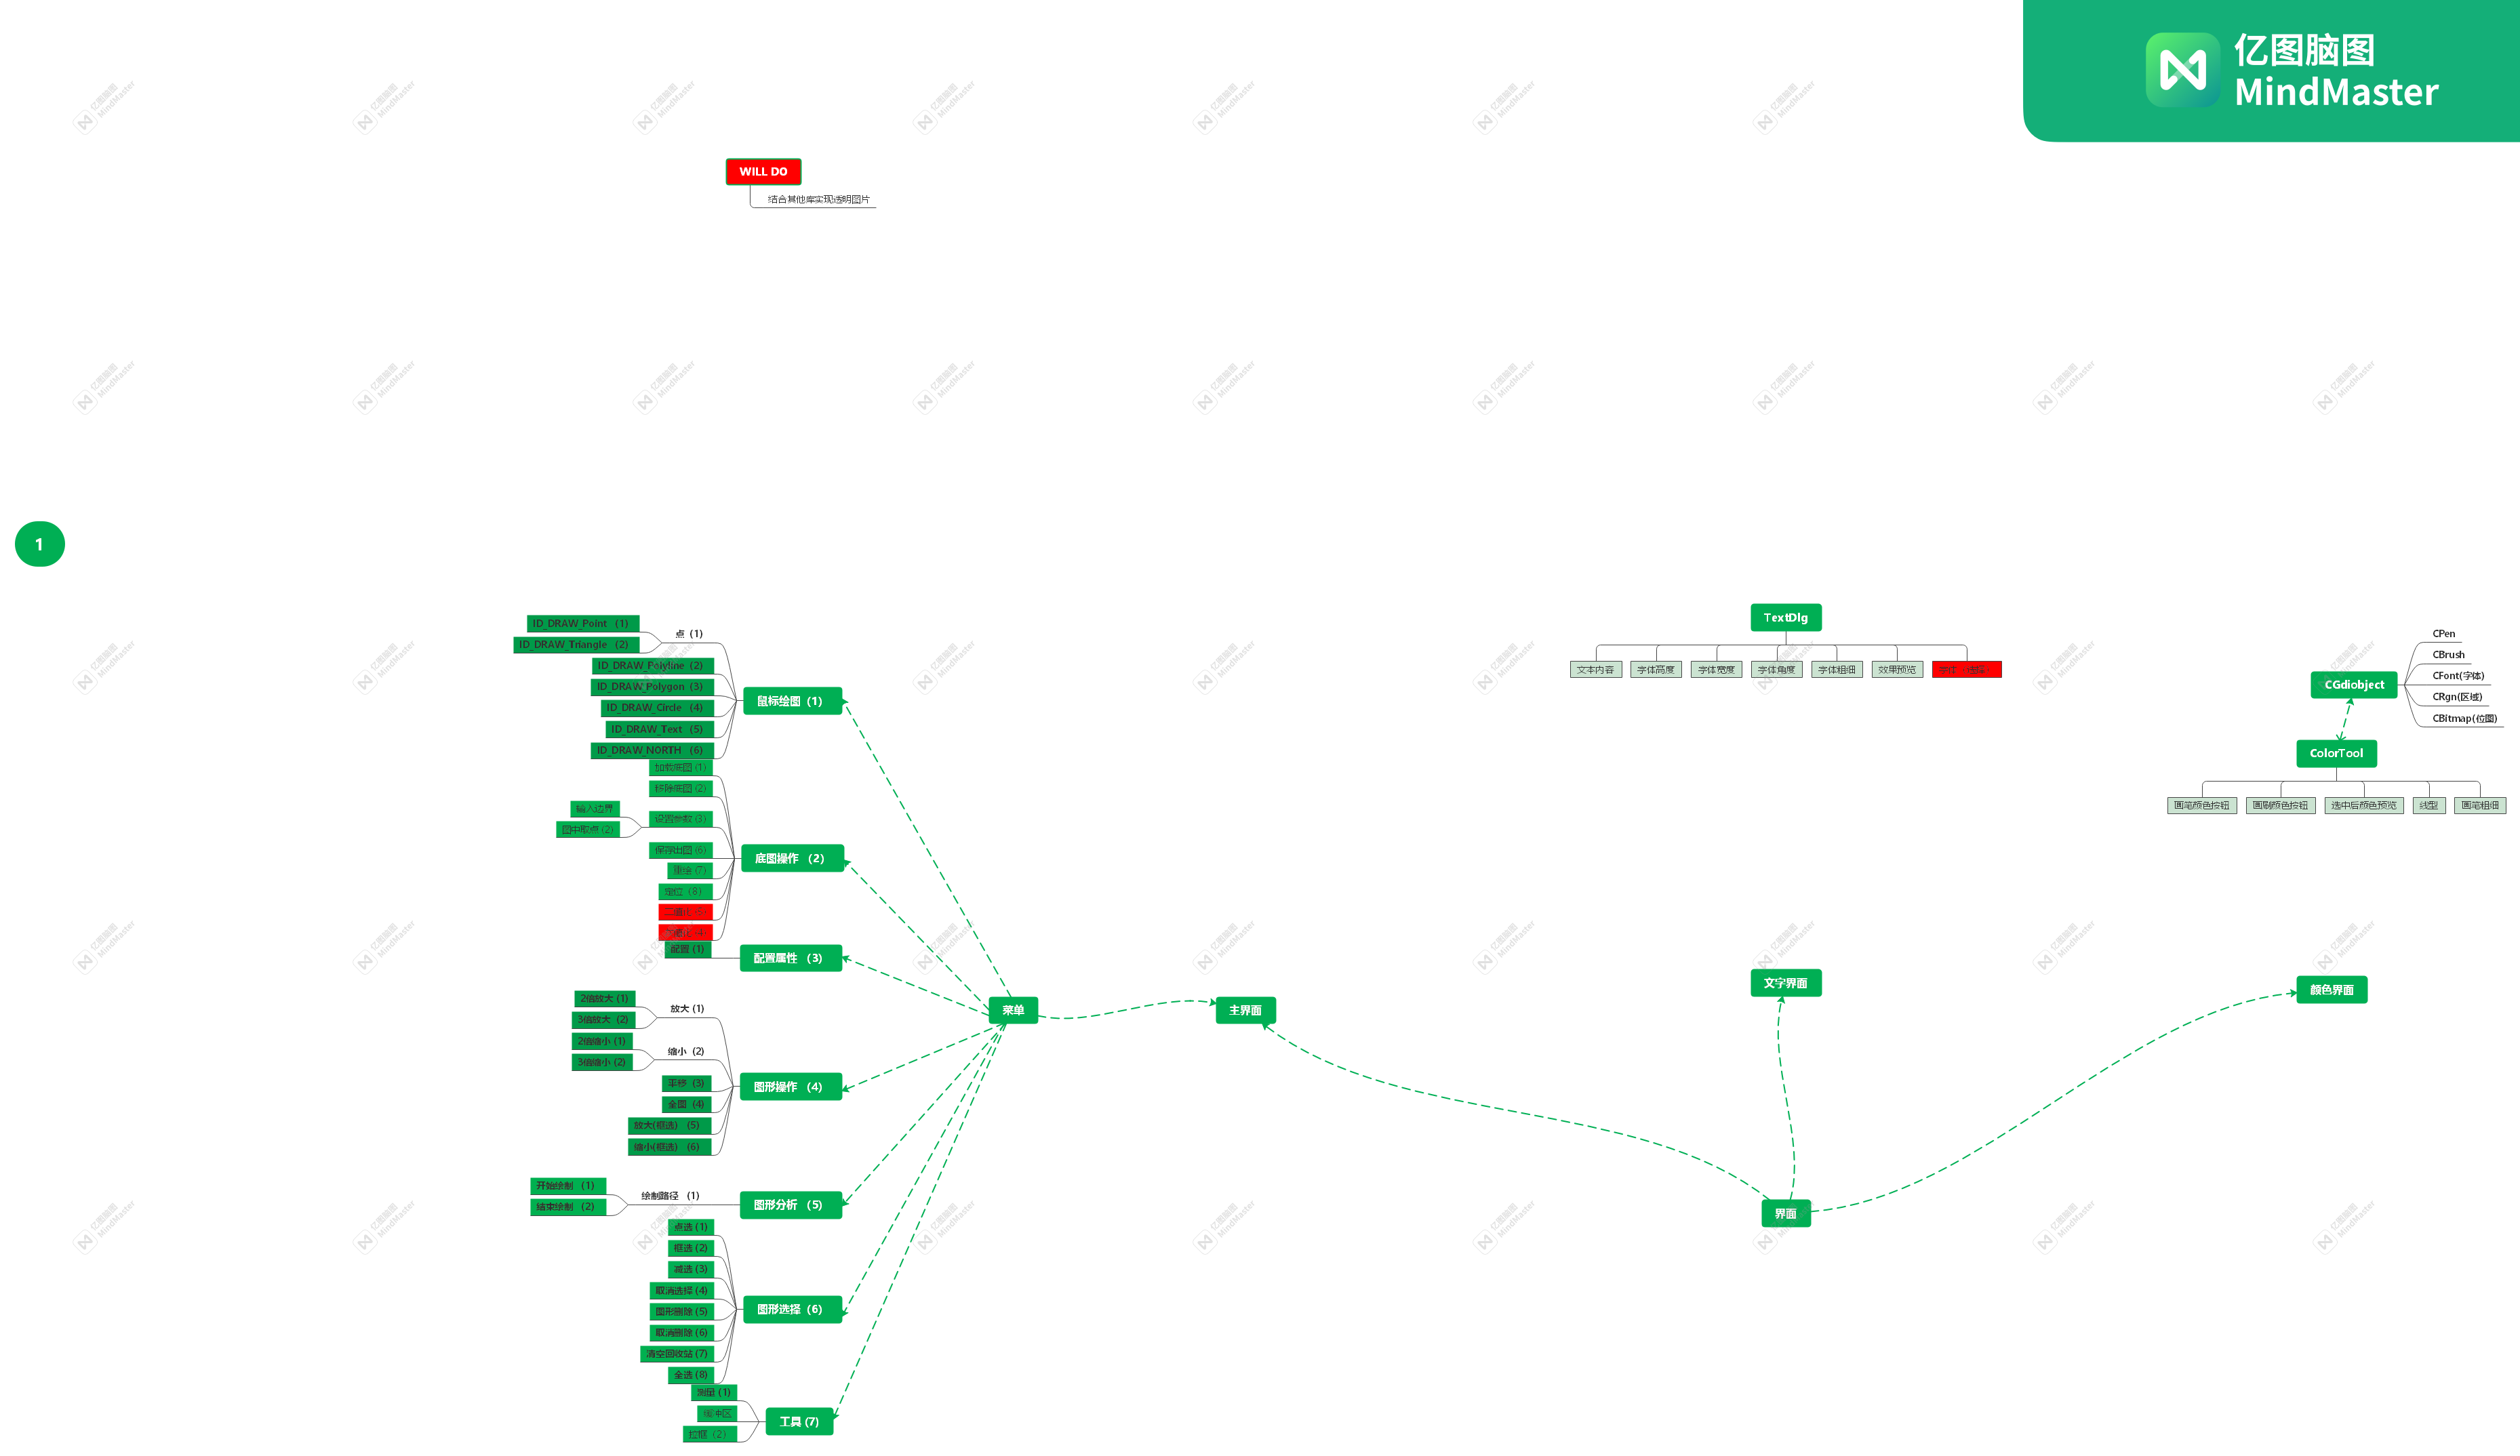 亿图脑图
MindMaster
WILL DO
结合其他库实现透明图片
1
ID_DRAW_Point （1）
ID_DRAW_Triangle （2）
点（1）
ID_DRAW_Polyline（2）
ID_DRAW_Polygon（3）
ID_DRAW_Circle （4）
ID_DRAW_Text （5）
ID_DRAW_NORTH （6）
鼠标绘图（1）
加载底图 (1)
移除底图 (2)
输入边界
图中取点 (2)
设置参数 (3)
保存出图 (6)
重绘 (7)
定位（8）
底图操作 （2）
配置 (1)
配置属性 （3）
2倍放大 (1)
3倍放大（2）
放大 (1)
2倍缩小 (1)
3倍缩小 (2)
缩小（2）
平移（3）
全图（4）
放大(框选) （5）
缩小(框选) （6）
图形操作 （4）
开始绘制 （1）
结束绘制 （2）
绘制路径 （1）
图形分析 （5）
点选 (1)
框选 (2)
减选 (3)
取消选择 (4)
图形删除 (5)
取消删除 (6)
清空回收站 (7)
全选 (8)
图形选择（6）
测量 (1)
缓冲区
拉框（2）
工具 (7)
菜单
主界面
TextDlg
文本内容
字体高度
字体宽度
字体角度
字体粗细
效果预览
文字界面
界面
颜色界面
CGdiobject
CPen
CBrush
CFont(字体)
CRgn(区域)
CBitmap(位图)
ColorTool
画笔颜色按钮
画刷颜色按钮
选中后颜色预览
线型
画笔粗细